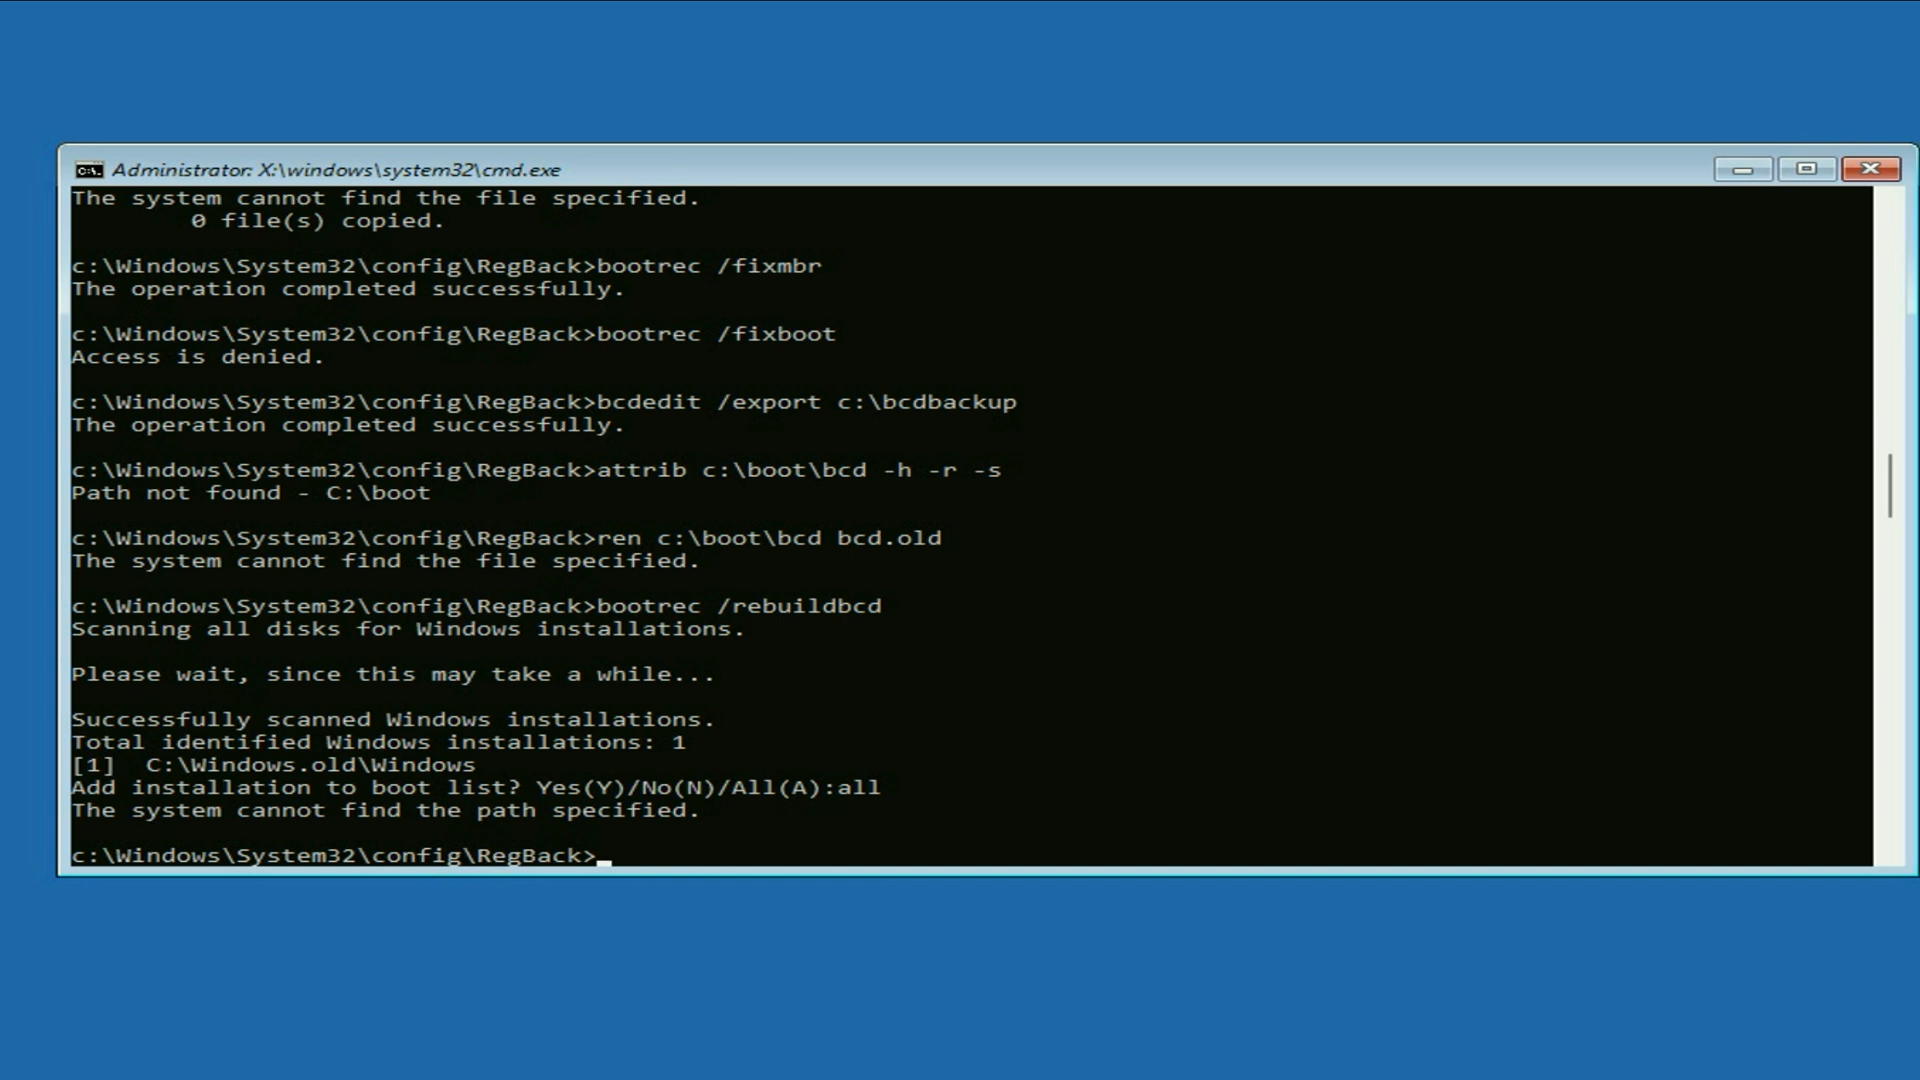 Administrator: X:\windows\system32\cmd.exe
The system cannot find the file specified.
0 file(s) copied.
c:\Windows\System32\config\RegBack>bootrec /fixmbr
The operation completed successfully.
c:\Windows\System32\config\RegBack>bootrec /fixboot
Access is denied.
c:\Windows\System32\config\RegBack>bcdedit /export c:\bcdbackup
The operation completed successfully.
c:\Windows\System32\config\RegBack>attrib c:\boot\bcd -h -r -s
Path not found - C:\boot
c:\Windows\System32\config\RegBack>ren c:\boot\bcd bcd.old
The system cannot find the file specified.
c:\Windows\System32\config\RegBack>bootrec /rebuildbcd
Scanning all disks for Windows installations.
Please wait, since this may take a while...
Successfully scanned Windows installations.
Total identified Windows installations: 1
[1]  C:\Windows.old\Windows
Add installation to boot list? Yes(Y)/No(N)/All(A):all
The system cannot find the path specified.
c:\Windows\System32\config\RegBack>